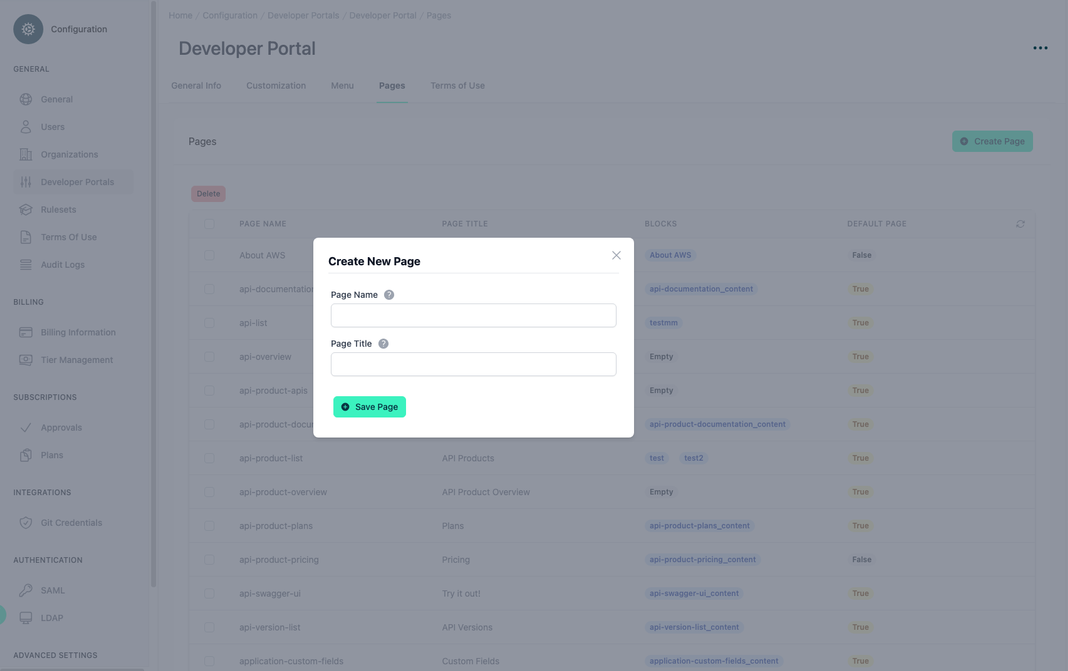 Configuration
GENERAL
General
Users
Organizations
Developer Portals
Rulesets
Terms Of Use
Audit Logs
BILLING
Billing Information
Tier Management
SUBSCRIPTIONS
Approvals
Plans
INTEGRATIONS
Git Credentials
AUTHENTICATION
SAML
LDAP
ADVANCED SETTINGS
Home / Configuration / Developer Portals / Developer Portal / Pages
Developer Portal
General Info Customization Menu Pages Terms of Use
Pages Create Page
Delete
PAGE NAME PAGE TITLE BLOCKS DEFAULT PAGE
About AWS About AWS False
api-documentatio api-documentation_content True
api-list testmm True
api-overview Empty True
api-product-apis Empty True
api-product-docu api-product-documentation_content True
api-product-list API Products test test2 True
api-product-overview API Product Overview Empty True
api-product-plans Plans api-product-plans_content True
api-product-pricing Pricing api-product-pricing_content False
api-swagger-ui Try it out! api-swagger-ui_content True
api-version-list API Versions api-version-list_content True
application-custom-fields Custom Fields application-custom-fields_content True
Create New Page
Page Name ?
Page Title ?
Save Page